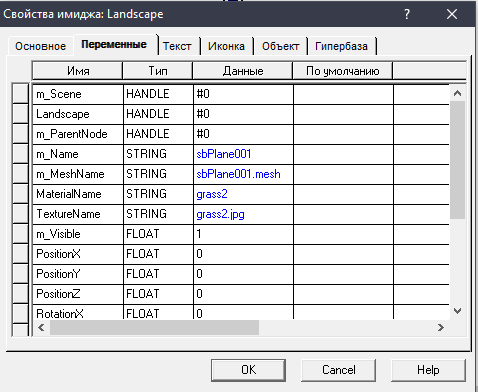 Свойства имиджа: Landscape ? ×
Основное Переменные Текст Иконка Объект Гипербаза
Имя Тип Данные По умолчанию
m_Scene HANDLE #0
Landscape HANDLE #0
m_ParentNode HANDLE #0
m_Name STRING sbPlane001
m_MeshName STRING sbPlane001.mesh
MaterialName STRING grass2
TextureName STRING grass2.jpg
m_Visible FLOAT 1
PositionX FLOAT 0
PositionY FLOAT 0
PositionZ FLOAT 0
RotationX FLOAT 0
OK Cancel Help